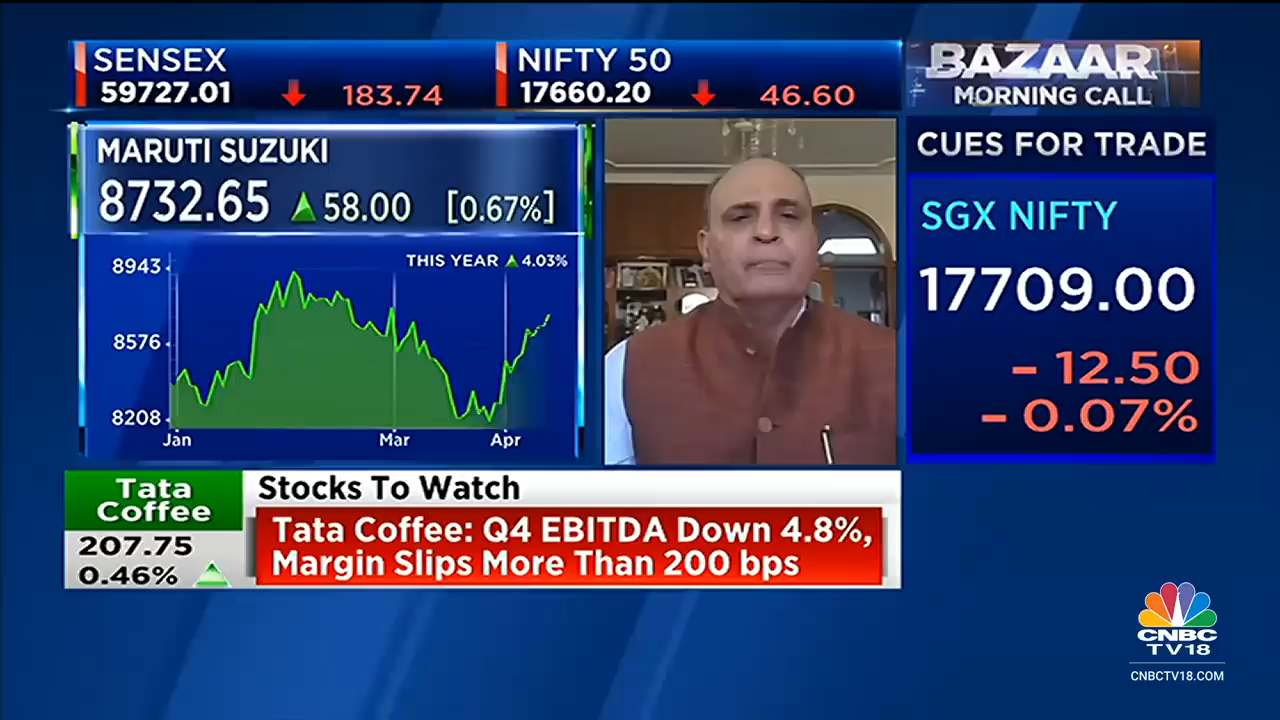 SENSEX
59727.01 183.74
NIFTY 50
17660.20 46.60
BAZAAR
MORNING CALL
MARUTI SUZUKI
8732.65 58.00 [0.67%]
THIS YEAR 4.03%
8943
8576
8208
Jan Mar Apr
CUES FOR TRADE
SGX NIFTY
17709.00
- 12.50
- 0.07%
Tata
Coffee
207.75
0.46%
Stocks To Watch
Tata Coffee: Q4 EBITDA Down 4.8%,
Margin Slips More Than 200 bps
CNBC
TV18
CNBCTV18.COM